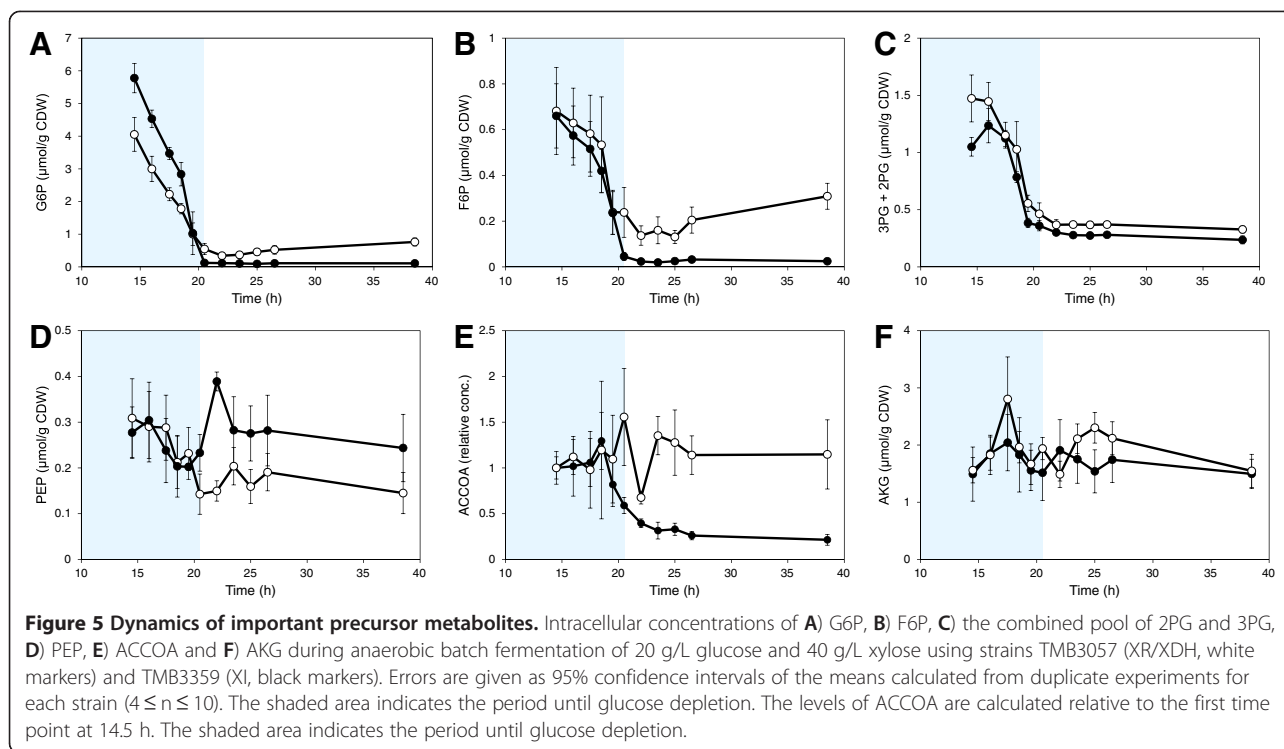 A
B
C
7
6
5
4
3
2
1
0
G6P (µmol/g CDW)
10 15 20 25 30 35 40
Time (h)
1
0.8
0.6
0.4
0.2
0
F6P (µmol/g CDW)
10 15 20 25 30 35 40
Time (h)
2
1.5
1
0.5
0
3PG + 2PG (µmol/g CDW)
10 15 20 25 30 35 40
Time (h)
D
E
F
0.5
0.4
0.3
0.2
0.1
0
PEP (µmol/g CDW)
10 15 20 25 30 35 40
Time (h)
2.5
2
1.5
1
0.5
0
ACCOA (relative conc.)
10 15 20 25 30 35 40
Time (h)
4
3
2
1
0
AKG (µmol/g CDW)
10 15 20 25 30 35 40
Time (h)
Figure 5 Dynamics of important precursor metabolites. Intracellular concentrations of A) G6P, B) F6P, C) the combined pool of 2PG and 3PG,
D) PEP, E) ACCOA and F) AKG during anaerobic batch fermentation of 20 g/L glucose and 40 g/L xylose using strains TMB3057 (XR/XDH, white
markers) and TMB3359 (XI, black markers). Errors are given as 95% confidence intervals of the means calculated from duplicate experiments for
each strain (4 ≤ n ≤ 10). The shaded area indicates the period until glucose depletion. The levels of ACCOA are calculated relative to the first time
point at 14.5 h. The shaded area indicates the period until glucose depletion.